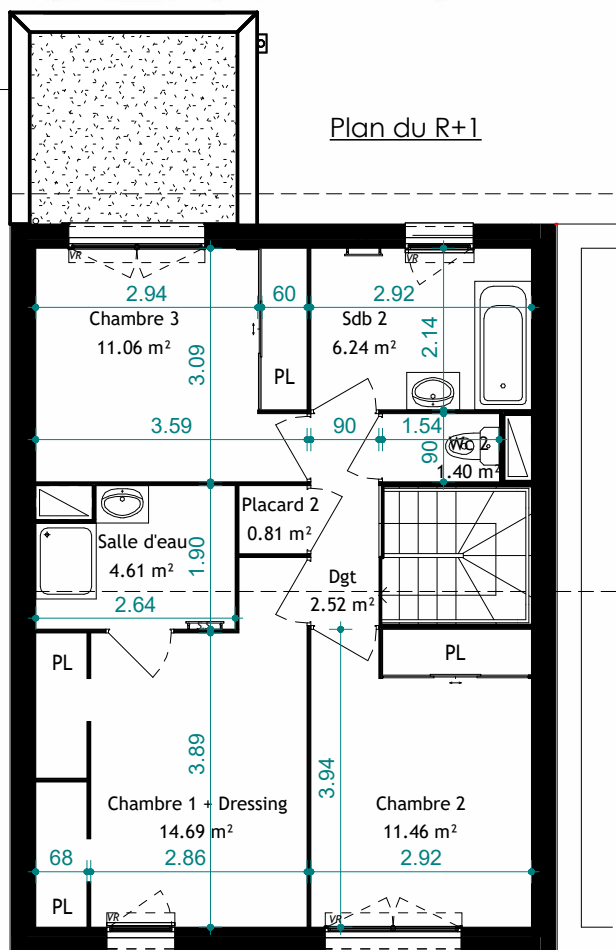 Plan du R+1
VR
VR
2.94
60
2.92
Chambre 3
11.06 m²
Sdb 2
6.24 m²
2.14
3.09
PL
3.59
90
1.54
Wc 2
1.40 m²
90
Placard 2
0.81 m²
Salle d'eau
4.61 m²
1.90
2.64
Dgt
2.52 m²
PL
PL
3.89
3.94
Chambre 1 + Dressing
14.69 m²
Chambre 2
11.46 m²
68
2.86
2.92
PL
VR
VR